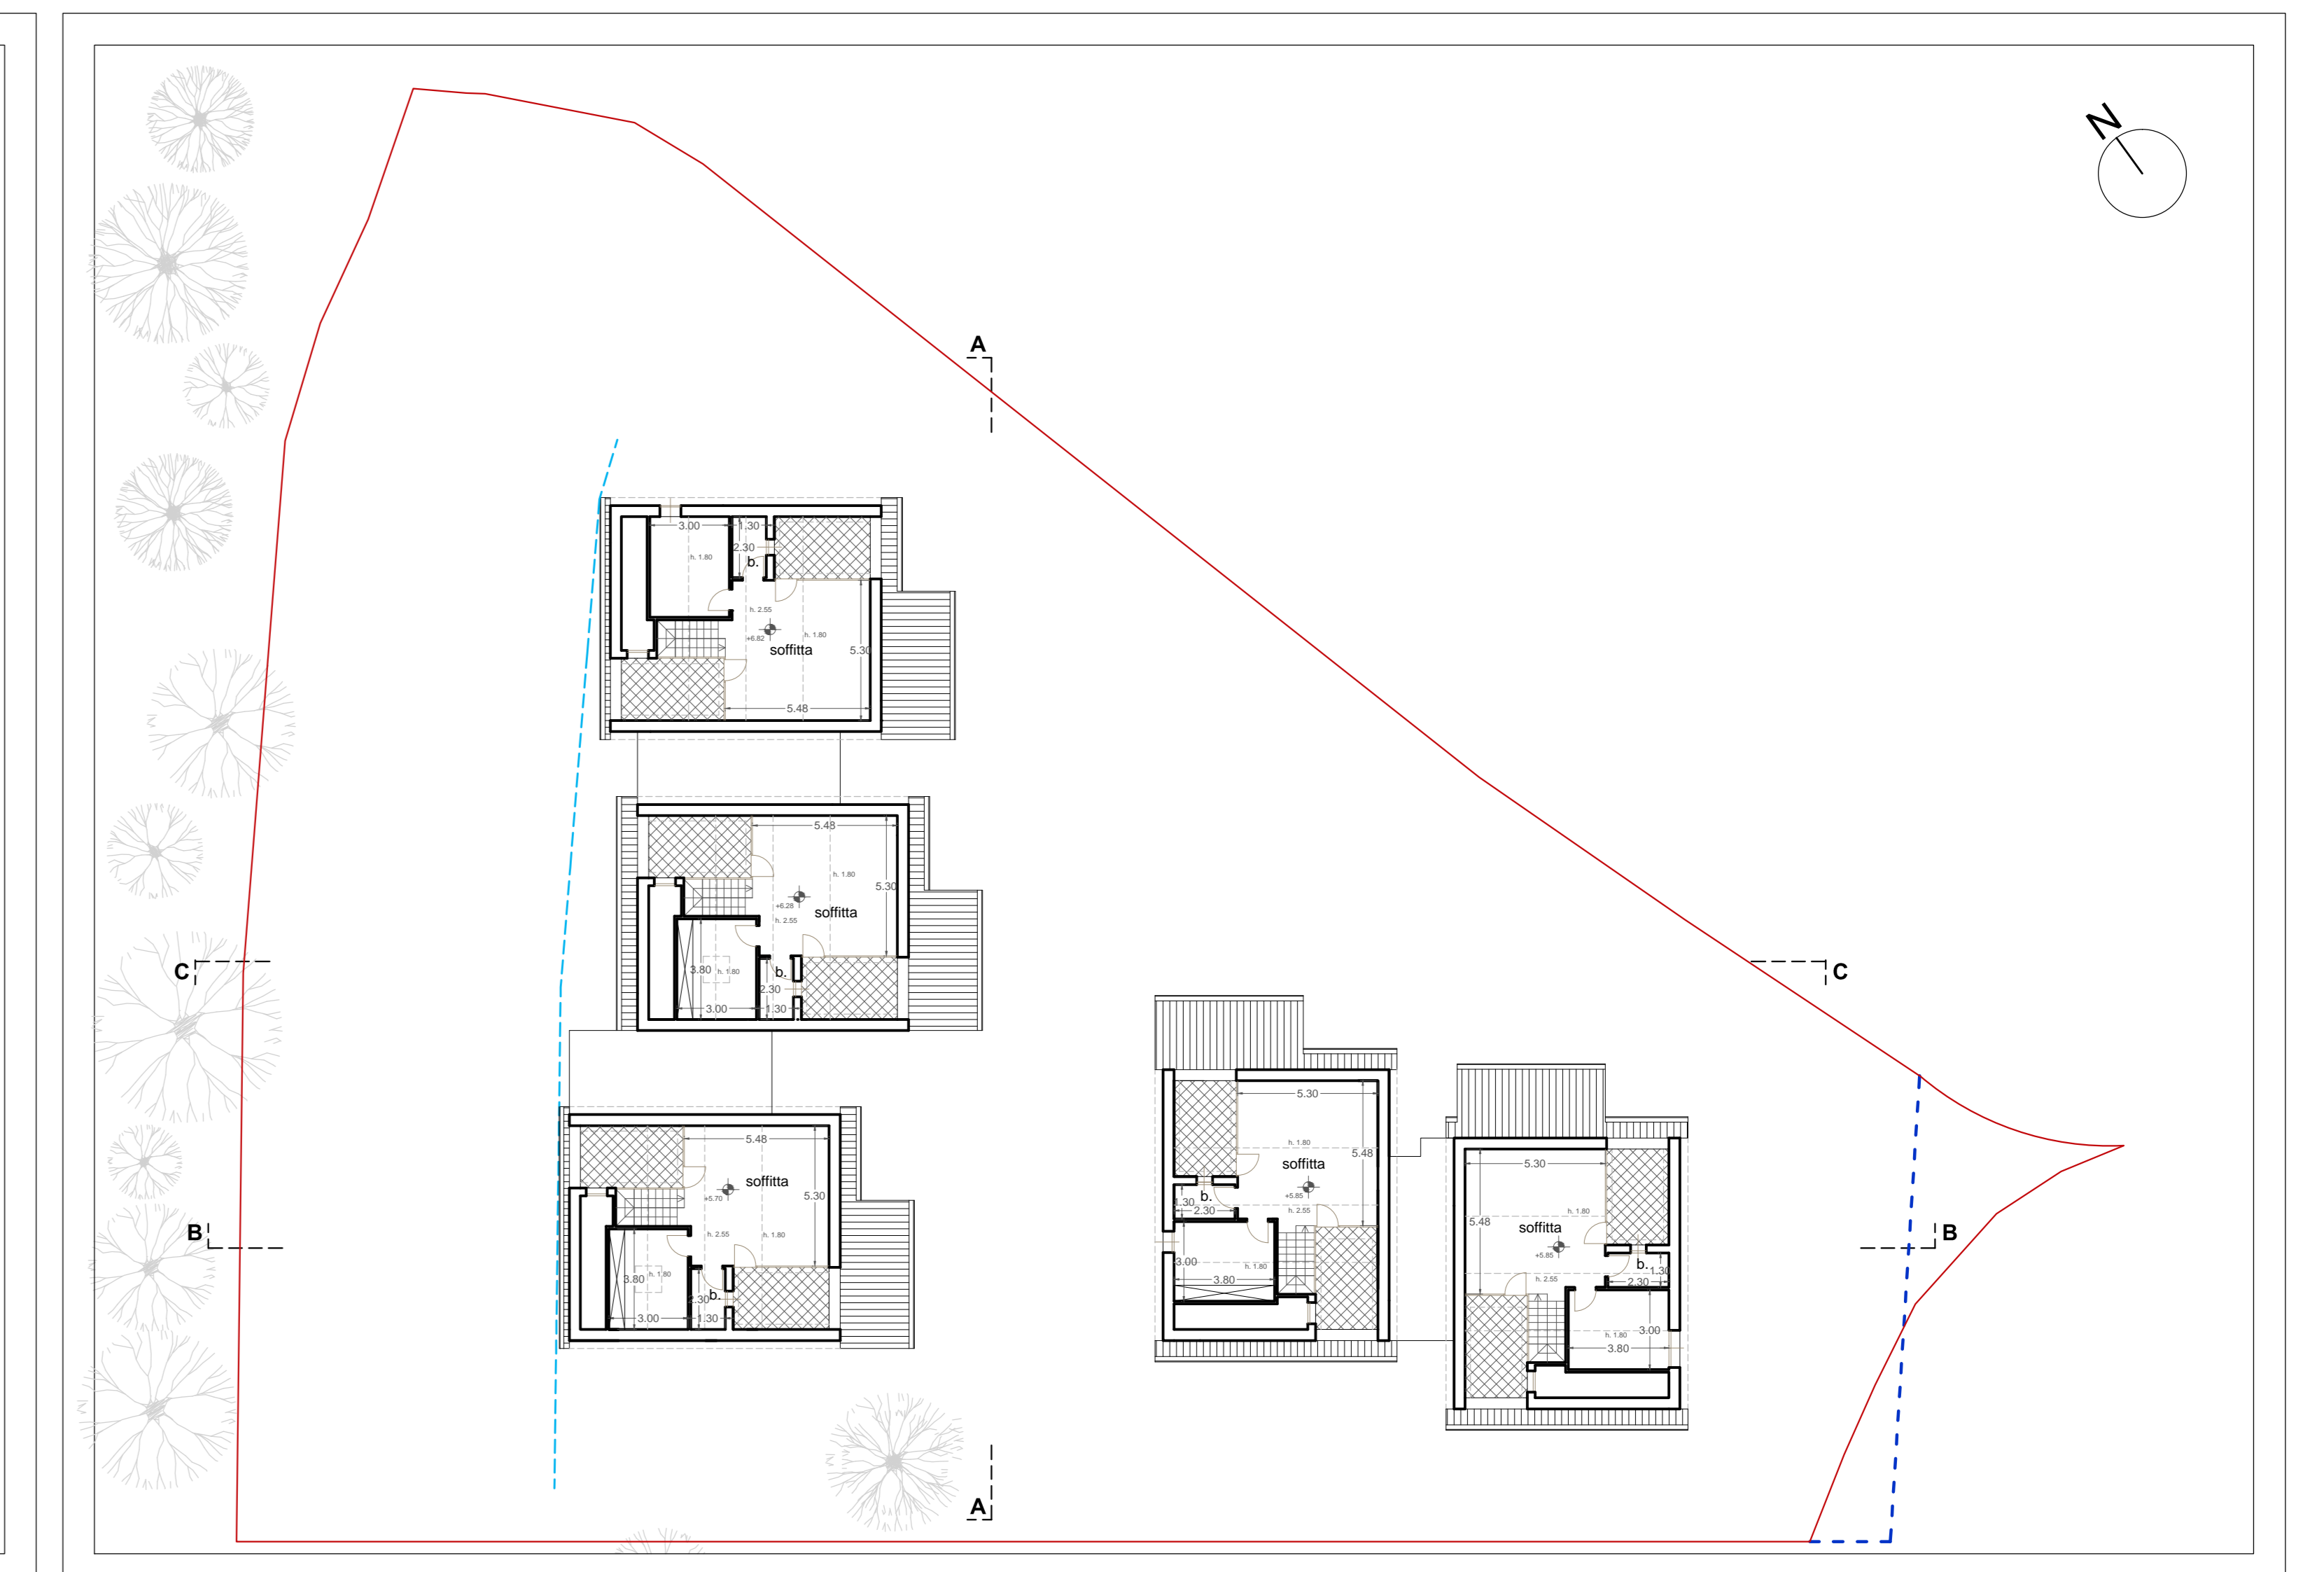 N
A
3.00
1.30
2.30
h. 1.80
b.
h. 2.55
+6.82
h. 1.80
soffitta
5.30
5.48
5.48
h. 1.80
5.30
+6.28
soffitta
h. 2.55
3.80
h. 1.80
b.
2.30
3.00
1.30
C
C
5.48
soffitta
5.30
+5.70
h. 2.55
h. 1.80
3.80
h. 1.80
2.30
b.
3.00
1.30
5.30
h. 1.80
5.48
soffitta
+5.85
b.
1.30
2.30
h. 2.55
3.00
h. 1.80
3.80
5.30
5.48
h. 1.80
soffitta
+5.85
b.
1.30
2.30
h. 2.55
h. 1.80
3.00
3.80
B
B
A